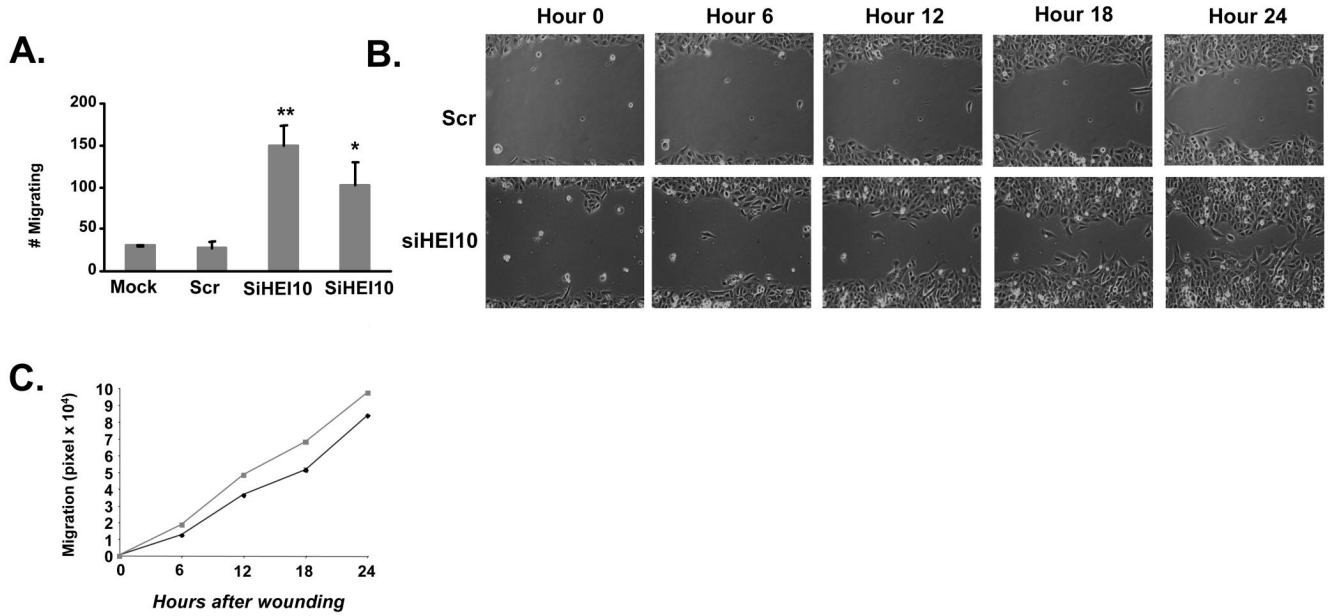 A.
200
150
100
50
0
# Migrating
**
*
Mock Scr SiHEI10 SiHEI10
B.
Hour 0 Hour 6 Hour 12 Hour 18 Hour 24
Scr
siHEI10
C.
10
9
8
7
6
5
4
3
2
1
0
Migration (pixel x 10⁴)
0 6 12 18 24
Hours after wounding